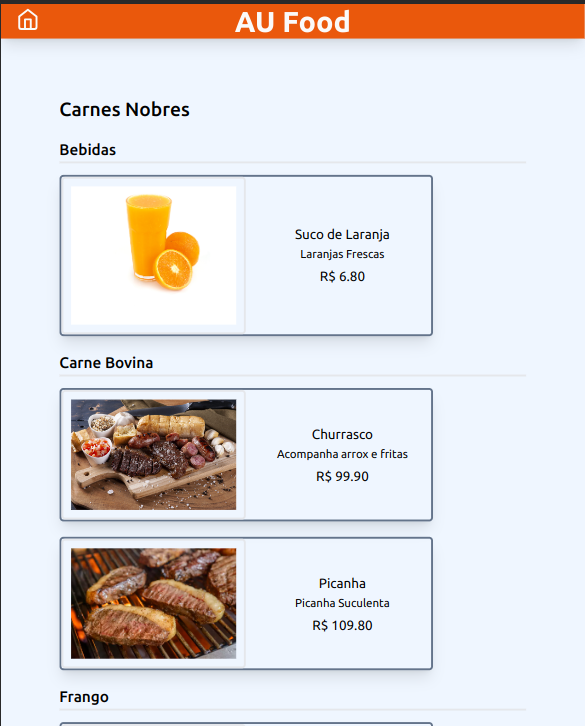 AU Food
Carnes Nobres
Bebidas
Suco de Laranja
Laranjas Frescas
R$ 6.80
Carne Bovina
Churrasco
Acompanha arrox e fritas
R$ 99.90
Picanha
Picanha Suculenta
R$ 109.80
Frango